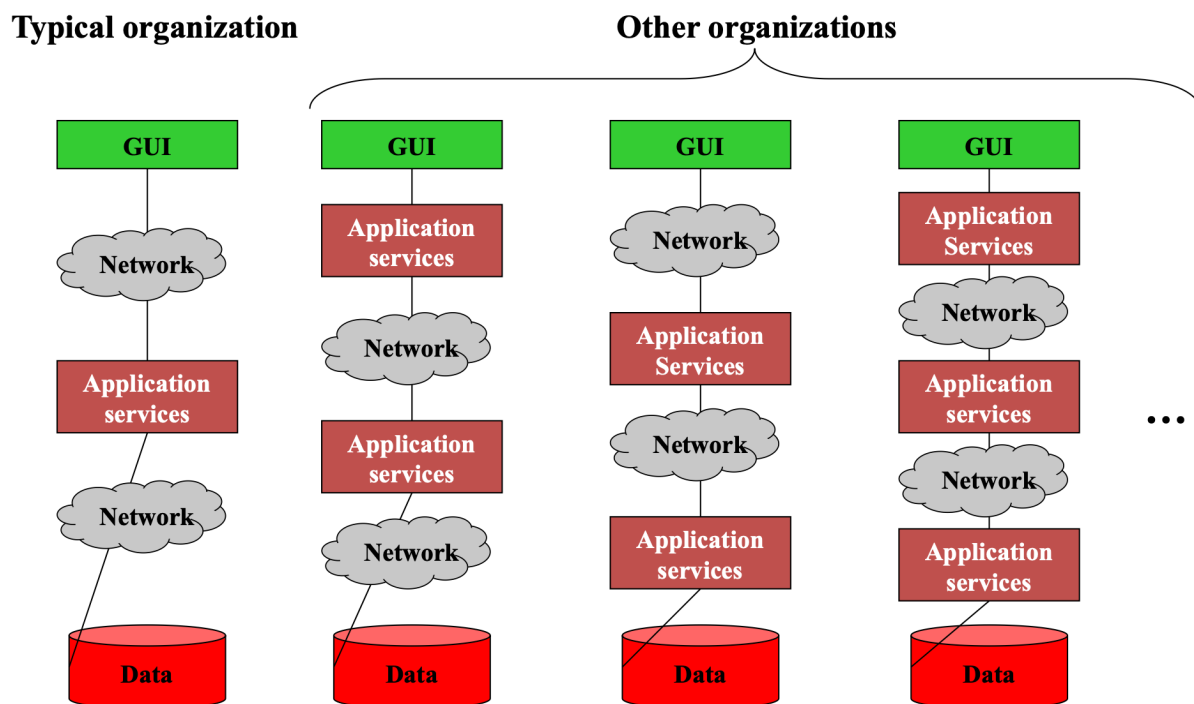 Typical organization
Other organizations
GUI
Network
Application
services
Network
Data
GUI
Application
services
Network
Application
services
Network
Data
GUI
Network
Application
Services
Network
Application
services
Data
GUI
Application
Services
Network
Application
services
Network
Application
services
Data
...